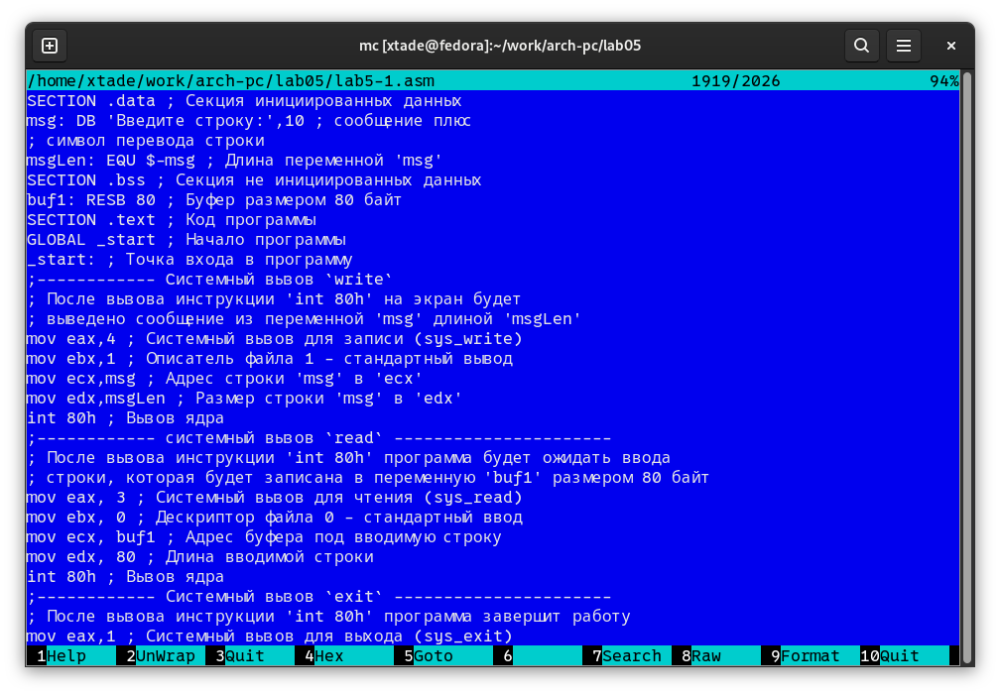 mc [xtade@fedora]:~/work/arch-pc/lab05
/home/xtade/work/arch-pc/lab05/lab5-1.asm 1919/2026 94%
SECTION .data ; Секция инициированных данных
msg: DB 'Введите строку:',10 ; сообщение плюс
; символ перевода строки
msgLen: EQU $-msg ; Длина переменной 'msg'
SECTION .bss ; Секция не инициированных данных
buf1: RESB 80 ; Буфер размером 80 байт
SECTION .text ; Код программы
GLOBAL _start ; Начало программы
_start: ; Точка входа в программу
;------------ Cистемный вызов `write`
; После вызова инструкции 'int 80h' на экран будет
; выведено сообщение из переменной 'msg' длиной 'msgLen'
mov eax,4 ; Системный вызов для записи (sys_write)
mov ebx,1 ; Описатель файла 1 - стандартный вывод
mov ecx,msg ; Адрес строки 'msg' в 'ecx'
mov edx,msgLen ; Размер строки 'msg' в 'edx'
int 80h ; Вызов ядра
;------------ системный вызов `read` ----------------------
; После вызова инструкции 'int 80h' программа будет ожидать ввода
; строки, которая будет записана в переменную 'buf1' размером 80 байт
mov eax, 3 ; Системный вызов для чтения (sys_read)
mov ebx, 0 ; Дескриптор файла 0 - стандартный ввод
mov ecx, buf1 ; Адрес буфера под вводимую строку
mov edx, 80 ; Длина вводимой строки
int 80h ; Вызов ядра
;------------ Системный вызов `exit` ----------------------
; После вызова инструкции 'int 80h' программа завершит работу
mov eax,1 ; Системный вызов для выхода (sys_exit)
1Help 2UnWrap 3Quit 4Hex 5Goto 6 7Search 8Raw 9Format 10Quit